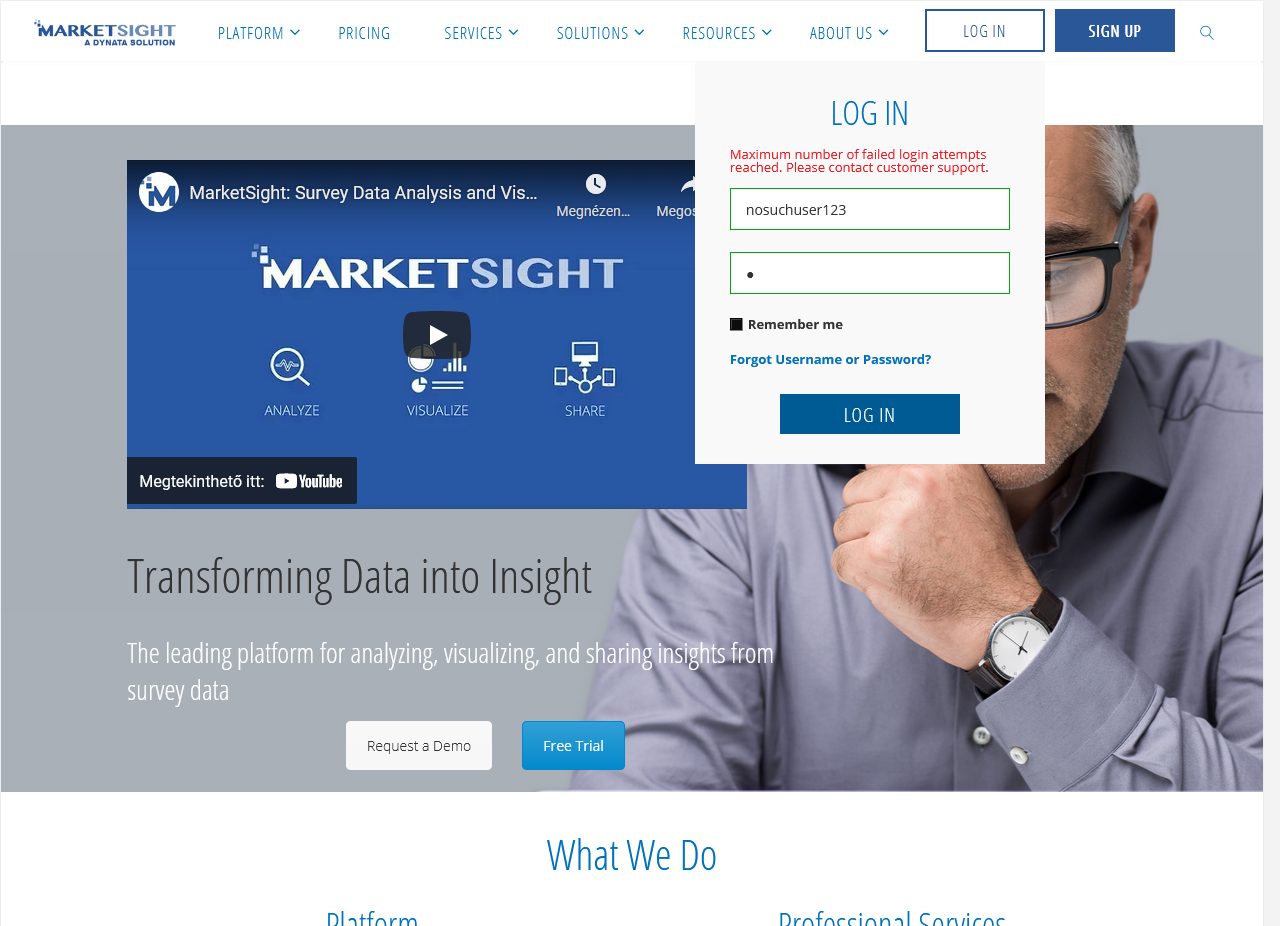 MARKETSIGHT
A DYNATA SOLUTION
PLATFORM
PRICING
SERVICES
SOLUTIONS
RESOURCES
ABOUT US
LOG IN
SIGN UP
LOG IN
Maximum number of failed login attempts
reached. Please contact customer support.
nosuchuser123
Remember me
Forgot Username or Password?
LOG IN
M
MarketSight: Survey Data Analysis and Vis...
Megnézen...
MARKETSIGHT
ANALYZE
VISUALIZE
SHARE
Megtekinthető itt: YouTube
Transforming Data into Insight
The leading platform for analyzing, visualizing, and sharing insights from
survey data
Request a Demo
Free Trial
What We Do
Platform
Professional Services